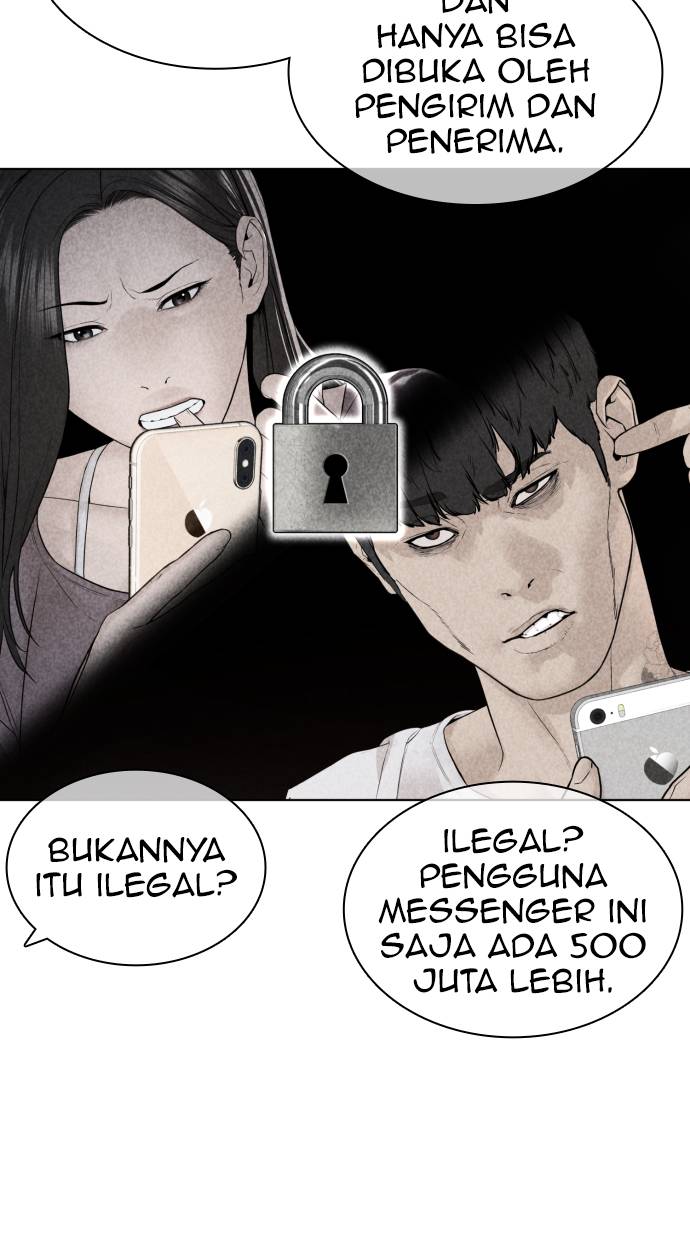 DAN
HANYA BISA
DIBUKA OLEH
PENGIRIM DAN
PENERIMA.
BUKANNYA
ITU ILEGAL?
ILEGAL?
PENGGUNA
MESSENGER INI
SAJA ADA 500
JUTA LEBIH.